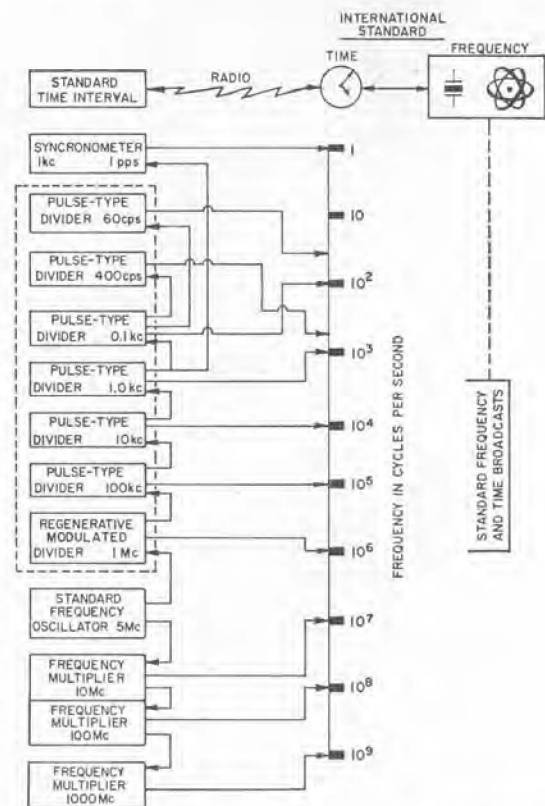 INTERNATIONAL
STANDARD
TIME
FREQUENCY
STANDARD
TIME INTERVAL
RADIO
SYNCRONOMETER
1kc 1pps
PULSE-TYPE
DIVIDER 60cps
PULSE-TYPE
DIVIDER 400cps
PULSE-TYPE
DIVIDER 0.1kc
PULSE-TYPE
DIVIDER 1.0kc
PULSE-TYPE
DIVIDER 10kc
PULSE-TYPE
DIVIDER 100kc
REGENERATIVE
MODULATED
DIVIDER 1Mc
STANDARD
FREQUENCY
OSCILLATOR 5Mc
FREQUENCY
MULTIPLIER
10Mc
FREQUENCY
MULTIPLIER
100Mc
FREQUENCY
MULTIPLIER
1000Mc
1
10
10²
10³
10⁴
10⁵
10⁶
10⁷
10⁸
10⁹
FREQUENCY IN CYCLES PER SECOND
STANDARD FREQUENCY
AND TIME BROADCASTS